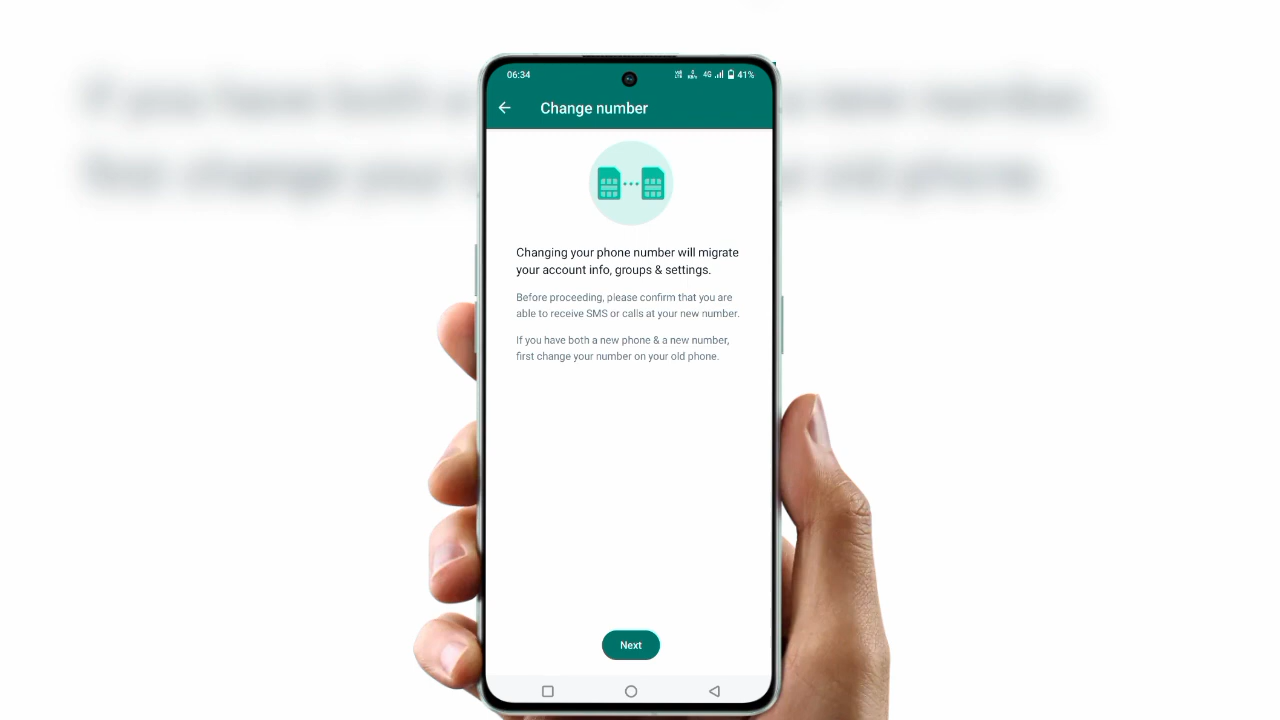 06:34
4G 41%
Change number
Changing your phone number will migrate
your account info, groups & settings.
Before proceeding, please confirm that you are
able to receive SMS or calls at your new number.
If you have both a new phone & a new number,
first change your number on your old phone.
Next